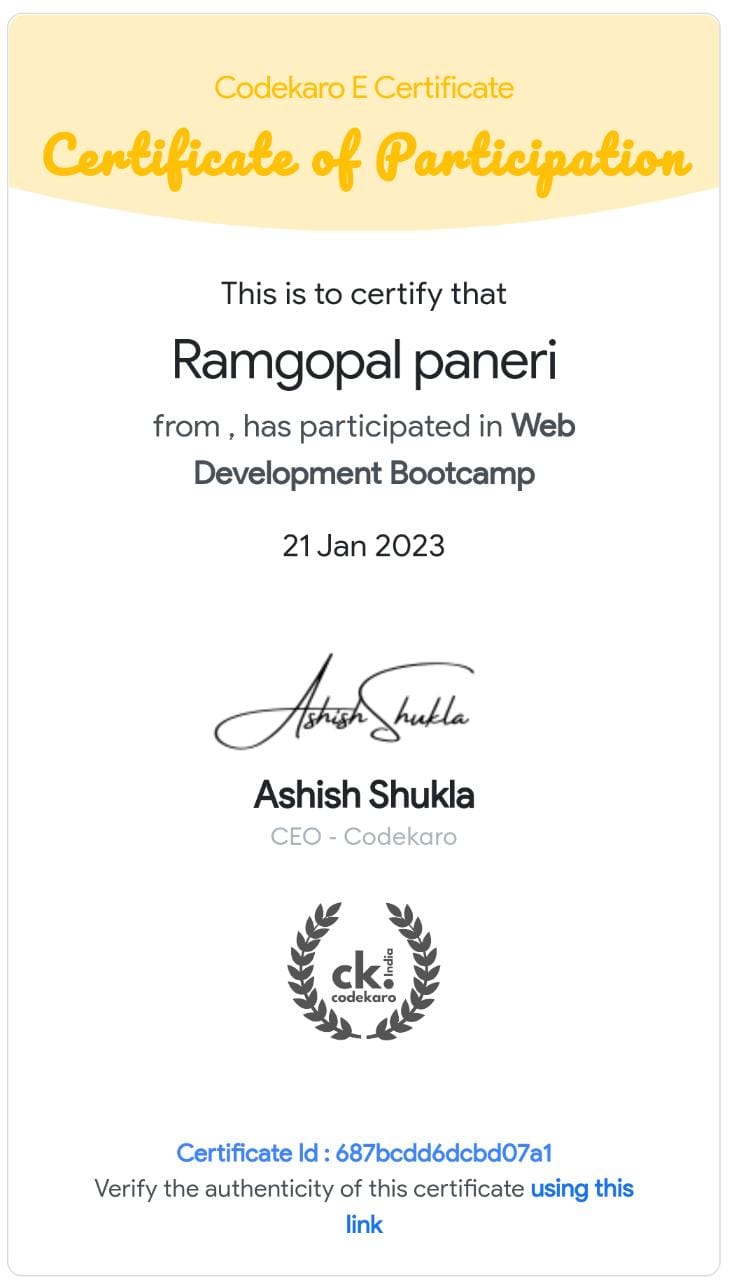 Codekaro E Certificate
Certificate of Participation
This is to certify that
Ramgopal paneri
from , has participated in Web
Development Bootcamp
21 Jan 2023
Ashish Shukla
Ashish Shukla
CEO - Codekaro
ck. India
codekaro
Certificate Id : 687bcdd6dcbd07a1
Verify the authenticity of this certificate using this
link